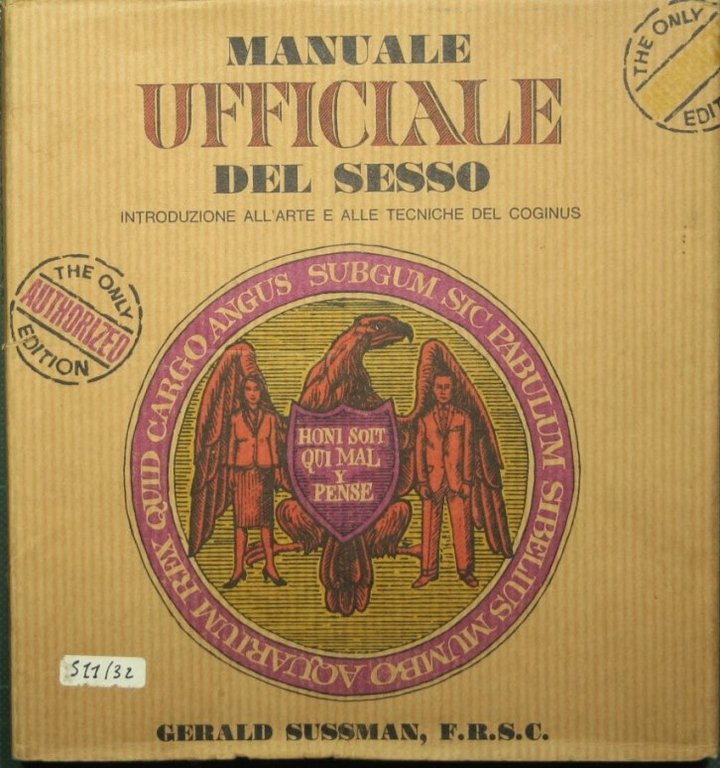 MANUALE
UFFICIALE
DEL SESSO
INTRODUZIONE ALL'ARTE E ALLE TECNICHE DEL COGINUS
THE ONLY
EDIT
THE ONLY
AUTHORIZED
EDITION
REX QUID CARGO ANGUS SUBGUM SIC PABULUM SIBELIUS MUMBO AQUARIUM
HONI SOIT
QUI MAL
Y
PENSE
S11/32
GERALD SUSSMAN, F.R.S.C.